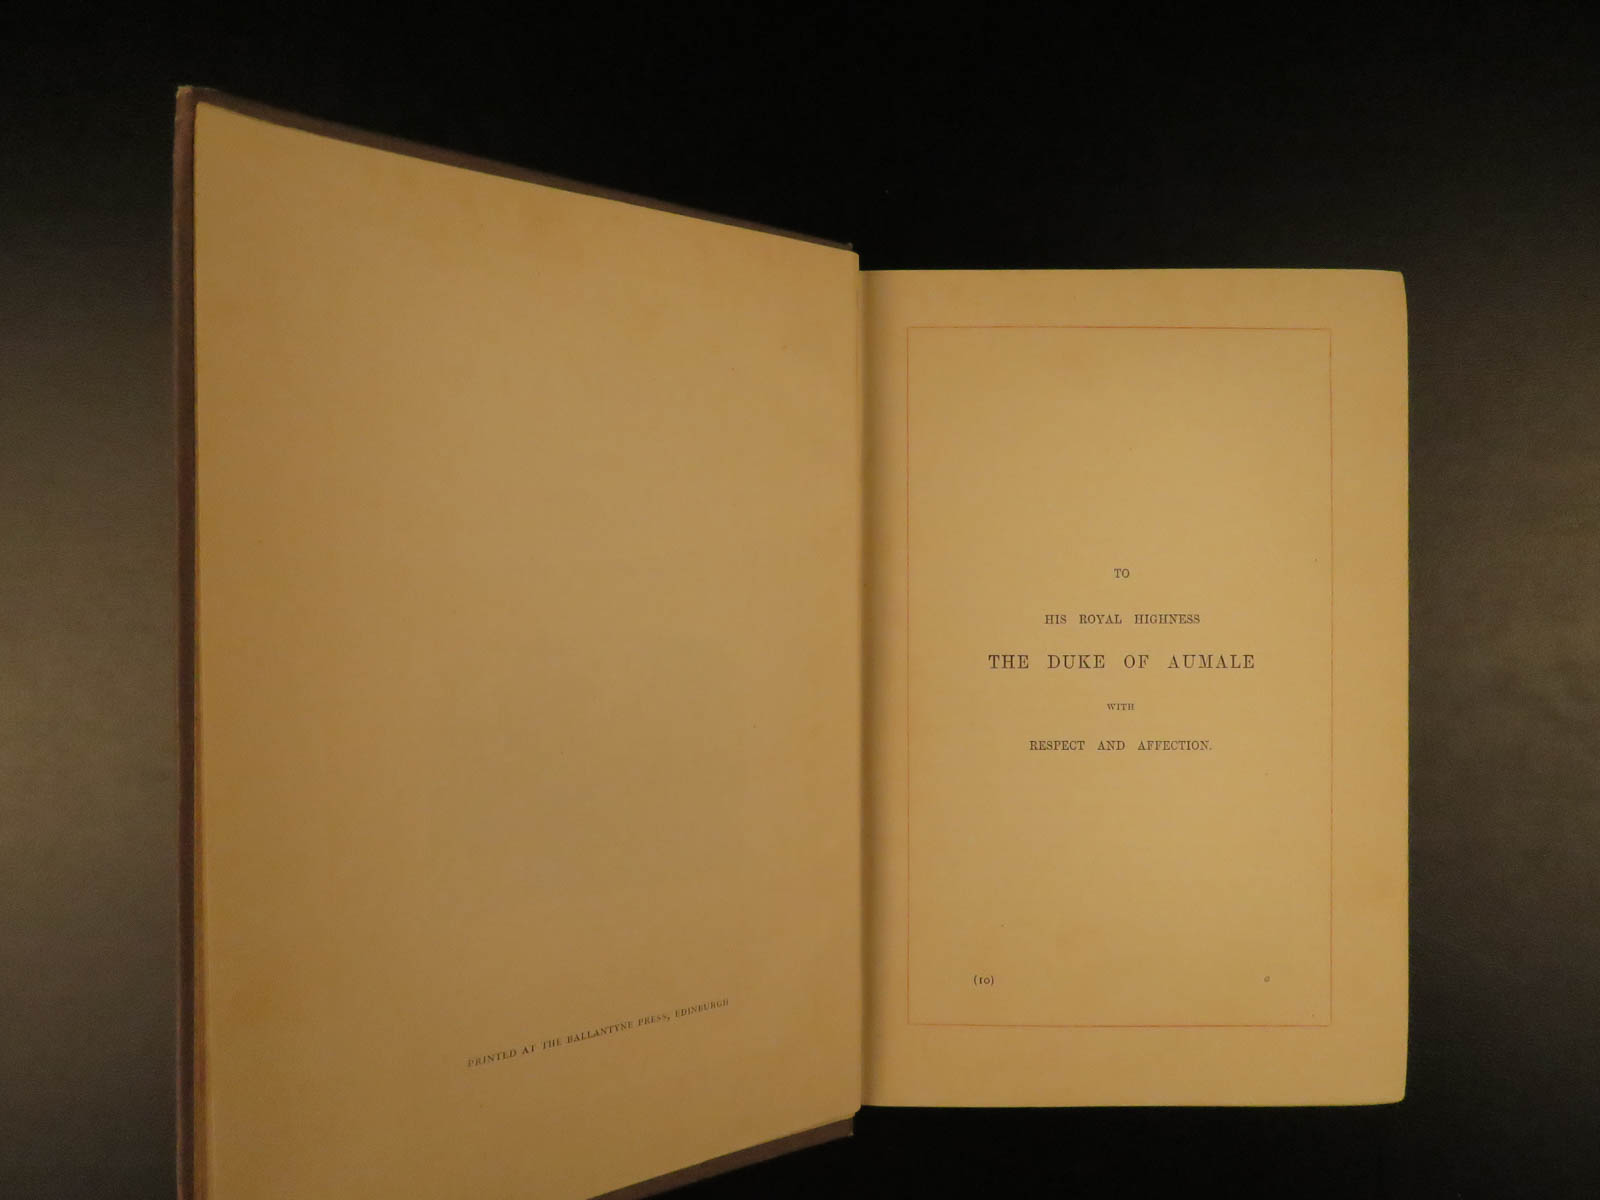 PRINTED AT THE BALLANTYNE PRESS, EDINBURGH
TO
HIS ROYAL HIGHNESS
THE DUKE OF AUMALE
WITH
RESPECT AND AFFECTION.
(10) a